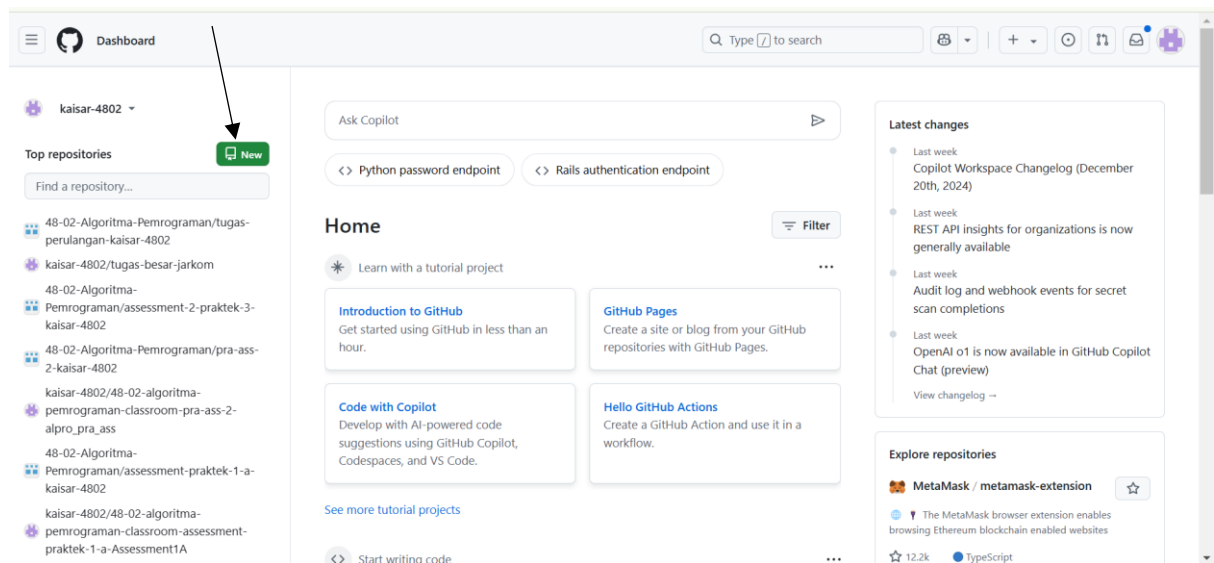 Dashboard
Type / to search
kaisar-4802
Top repositories
New
Find a repository...
48-02-Algoritma-Pemrograman/tugas-
perulangan-kaisar-4802
kaisar-4802/tugas-besar-jarkom
48-02-Algoritma-
Pemrograman/assessment-2-praktek-3-
kaisar-4802
48-02-Algoritma-Pemrograman/pra-ass-
2-kaisar-4802
kaisar-4802/48-02-algoritma-
pemrograman-classroom-pra-ass-2-
alpro_pra_ass
48-02-Algoritma-
Pemrograman/assessment-praktek-1-a-
kaisar-4802
kaisar-4802/48-02-algoritma-
pemrograman-classroom-assessment-
praktek-1-a-Assessment1A
Ask Copilot
Python password endpoint
Rails authentication endpoint
Home
Filter
Learn with a tutorial project
Introduction to GitHub
Get started using GitHub in less than an
hour.
GitHub Pages
Create a site or blog from your GitHub
repositories with GitHub Pages.
Code with Copilot
Develop with AI-powered code
suggestions using GitHub Copilot,
Codespaces, and VS Code.
Hello GitHub Actions
Create a GitHub Action and use it in a
workflow.
See more tutorial projects
Start writing code
Latest changes
Last week
Copilot Workspace Changelog (December
20th, 2024)
Last week
REST API insights for organizations is now
generally available
Last week
Audit log and webhook events for secret
scan completions
Last week
OpenAI o1 is now available in GitHub Copilot
Chat (preview)
View changelog →
Explore repositories
MetaMask / metamask-extension
The MetaMask browser extension enables
browsing Ethereum blockchain enabled websites
12.2k
TypeScript